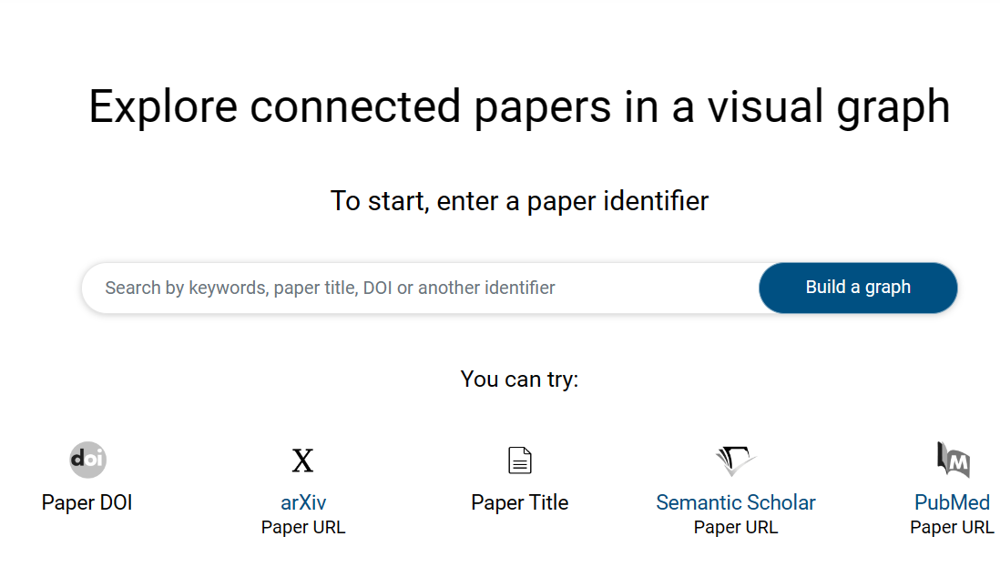 Explore connected papers in a visual graph
To start, enter a paper identifier
Search by keywords, paper title, DOI or another identifier
Build a graph
You can try:
doi
Paper DOI
X
arXiv
Paper URL
Paper Title
Semantic Scholar
Paper URL
M
PubMed
Paper URL